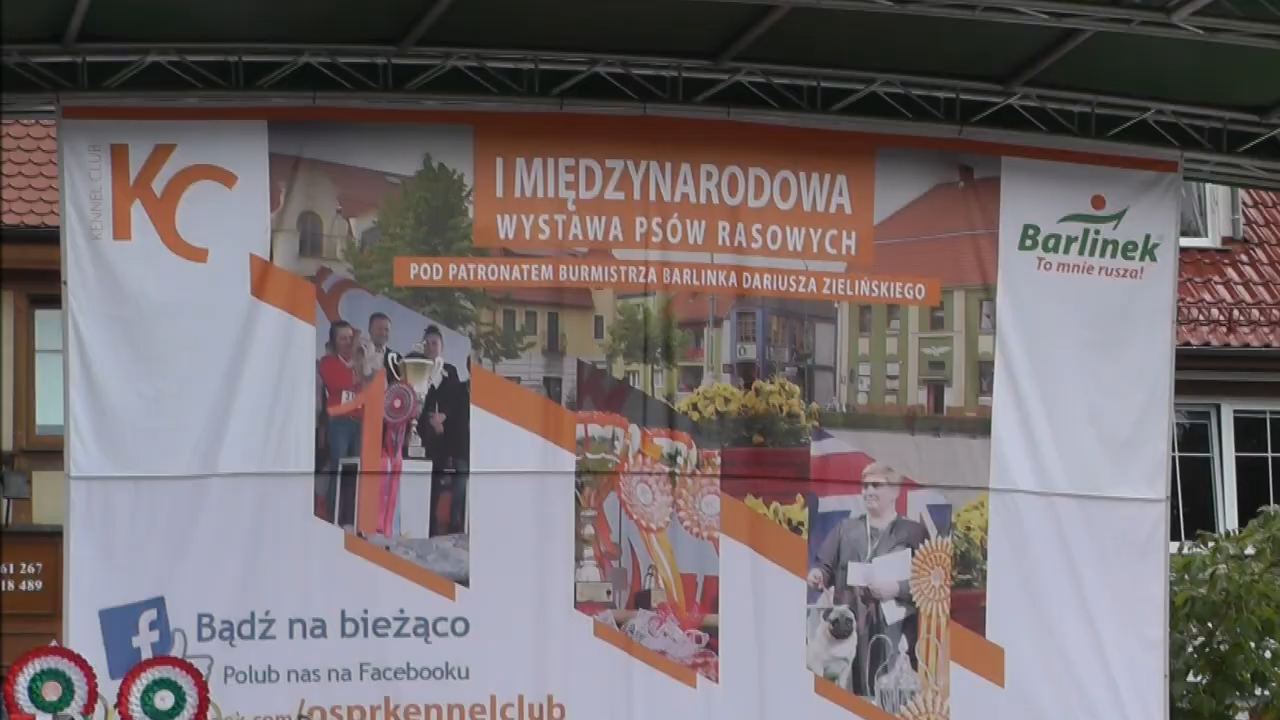 KENNEL CLUB
KC
I MIĘDZYNARODOWA
WYSTAWA PSÓW RASOWYCH
POD PATRONATEM BURMISTRZA BARLINKA DARIUSZA ZIELIŃSKIEGO
Barlinek
To mnie rusza!
1
61 267
18 489
f
Bądź na bieżąco
Polub nas na Facebooku
/osprkennelclub